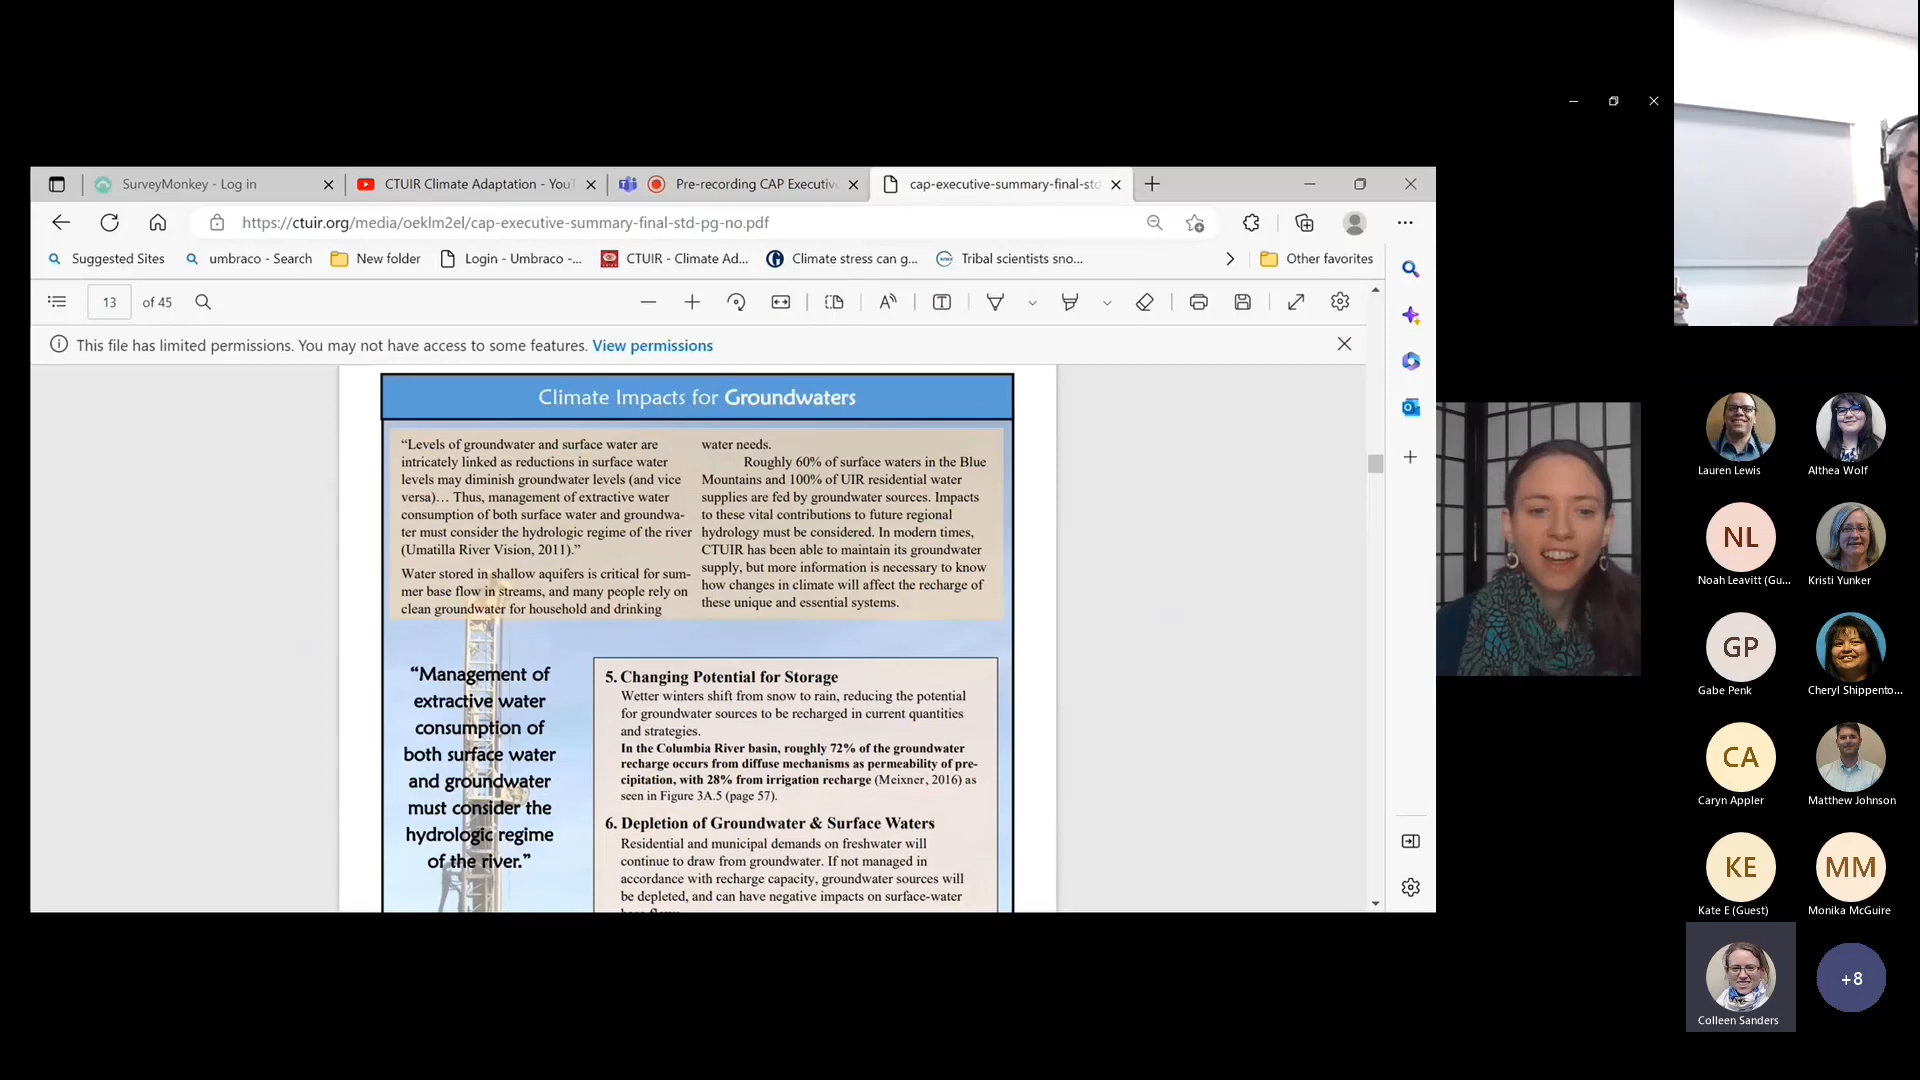 SurveyMonkey - Log in
CTUIR Climate Adaptation - You
Pre-recording CAP Executiv
cap-executive-summary-final-std
https://ctuir.org/media/oeklm2el/cap-executive-summary-final-std-pg-no.pdf
Suggested Sites
umbraco - Search
New folder
Login - Umbraco -...
CTUIR - Climate Ad...
Climate stress can g...
Tribal scientists sno...
Other favorites
13 of 45
This file has limited permissions. You may not have access to some features. View permissions
Climate Impacts for Groundwaters
“Levels of groundwater and surface water are
intricately linked as reductions in surface water
levels may diminish groundwater levels (and vice
versa)… Thus, management of extractive water
consumption of both surface water and groundwa-
ter must consider the hydrologic regime of the river
(Umatilla River Vision, 2011).”
Water stored in shallow aquifers is critical for sum-
mer base flow in streams, and many people rely on
clean groundwater for household and drinking
water needs.
Roughly 60% of surface waters in the Blue
Mountains and 100% of UIR residential water
supplies are fed by groundwater sources. Impacts
to these vital contributions to future regional
hydrology must be considered. In modern times,
CTUIR has been able to maintain its groundwater
supply, but more information is necessary to know
how changes in climate will affect the recharge of
these unique and essential systems.
“Management of
extractive water
consumption of
both surface water
and groundwater
must consider the
hydrologic regime
of the river.”
5. Changing Potential for Storage
Wetter winters shift from snow to rain, reducing the potential
for groundwater sources to be recharged in current quantities
and strategies.
In the Columbia River basin, roughly 72% of the groundwater
recharge occurs from diffuse mechanisms as permeability of pre-
cipitation, with 28% from irrigation recharge (Meixner, 2016) as
seen in Figure 3A.5 (page 57).
6. Depletion of Groundwater & Surface Waters
Residential and municipal demands on freshwater will
continue to draw from groundwater. If not managed in
accordance with recharge capacity, groundwater sources will
be depleted, and can have negative impacts on surface-water
Lauren Lewis
Althea Wolf
NL
Noah Leavitt (Gu...
Kristi Yunker
GP
Gabe Penk
Cheryl Shippento...
CA
Caryn Appler
Matthew Johnson
KE
Kate E (Guest)
MM
Monika McGuire
Colleen Sanders
+8